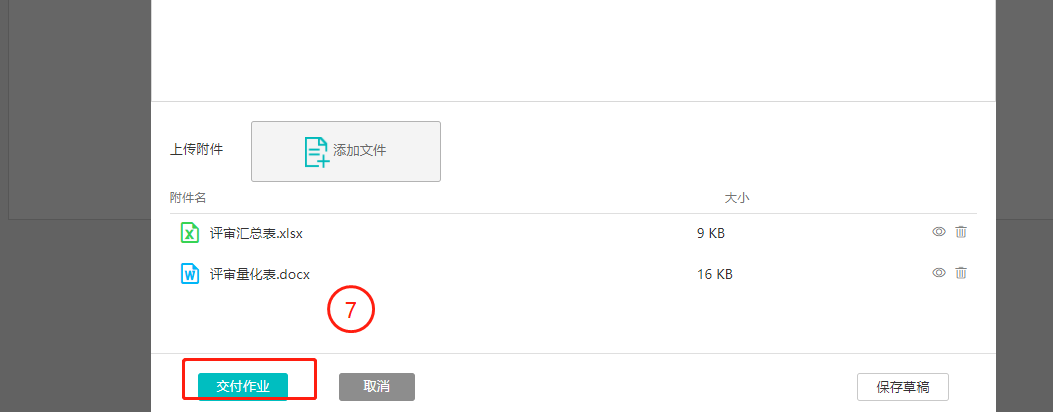 上传附件 添加文件
附件名 大小
评审汇总表.xlsx 9 KB
评审量化表.docx 16 KB
7
交付作业 取消 保存草稿